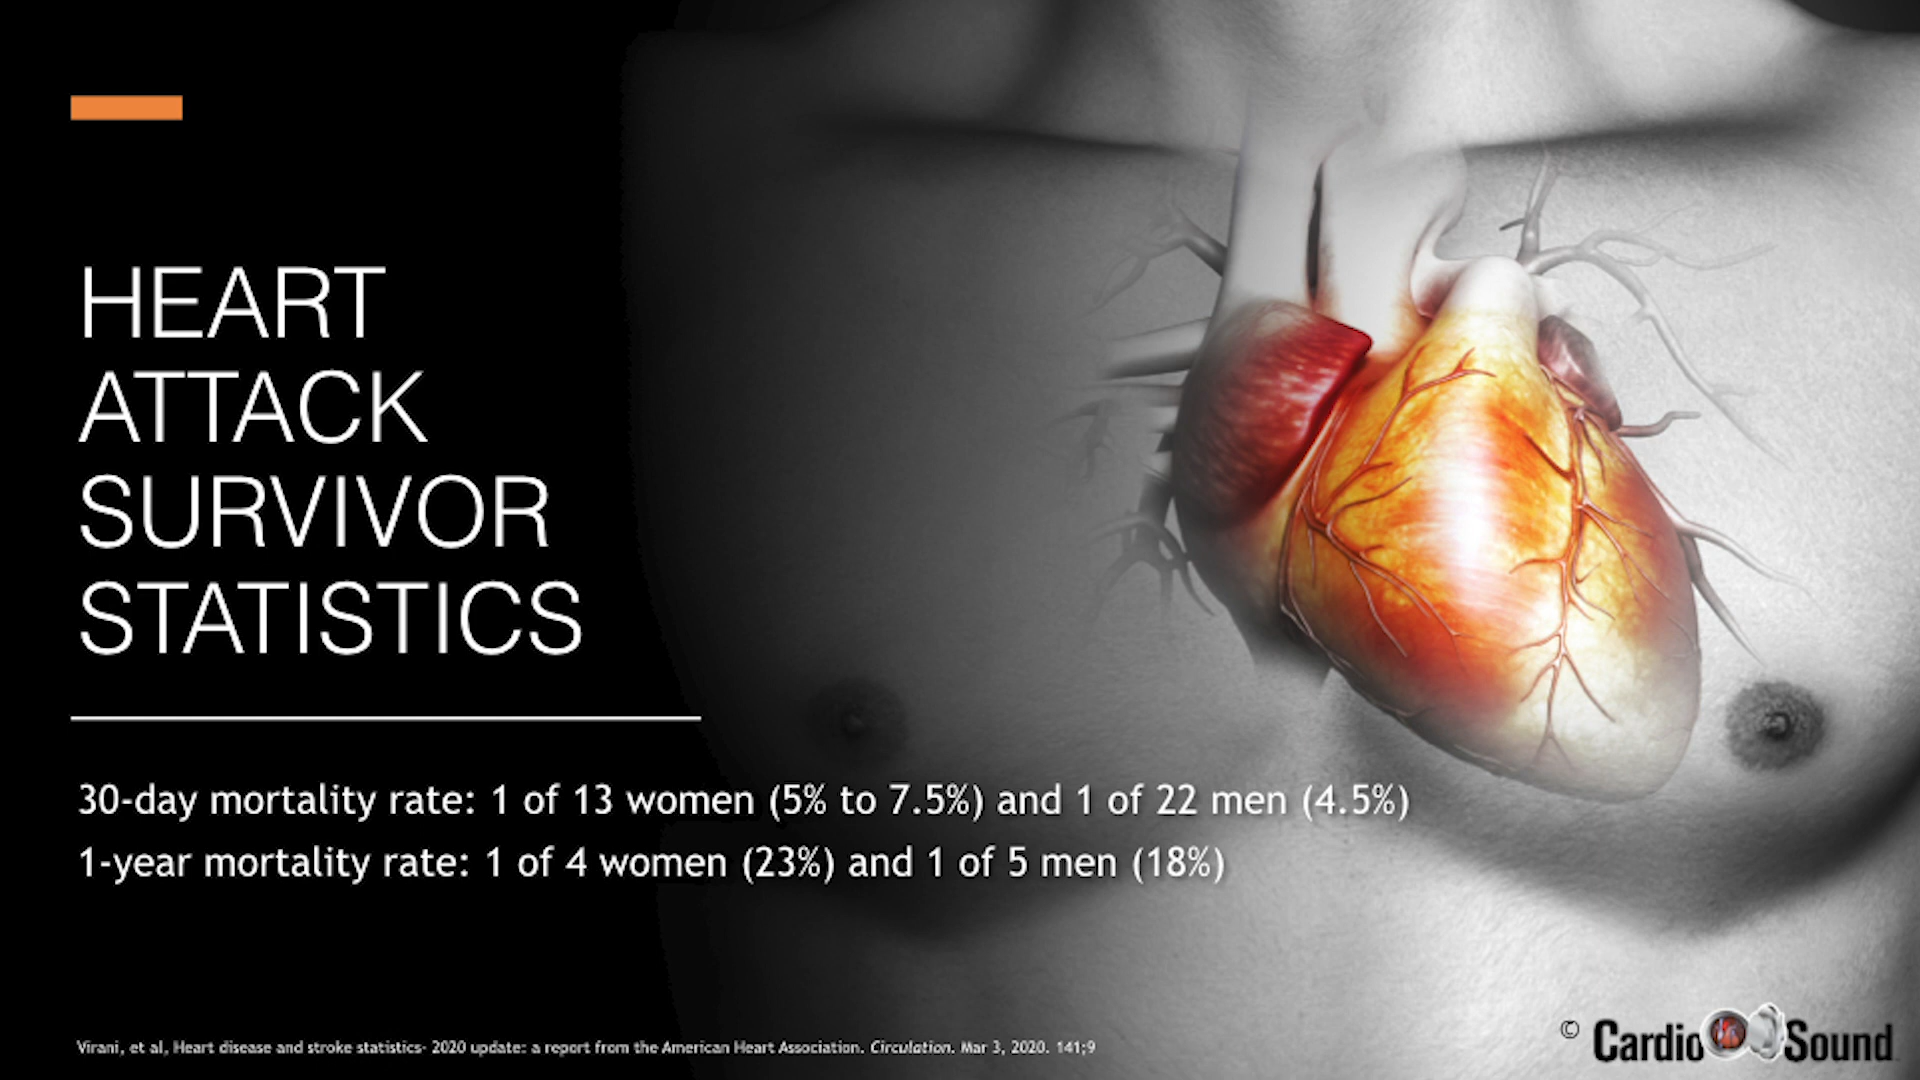 HEART
ATTACK
SURVIVOR
STATISTICS
30-day mortality rate: 1 of 13 women (5% to 7.5%) and 1 of 22 men (4.5%)
1-year mortality rate: 1 of 4 women (23%) and 1 of 5 men (18%)
Virani, et al, Heart disease and stroke statistics- 2020 update: a report from the American Heart Association. Circulation. Mar 3, 2020. 141;9
© Cardio Sound